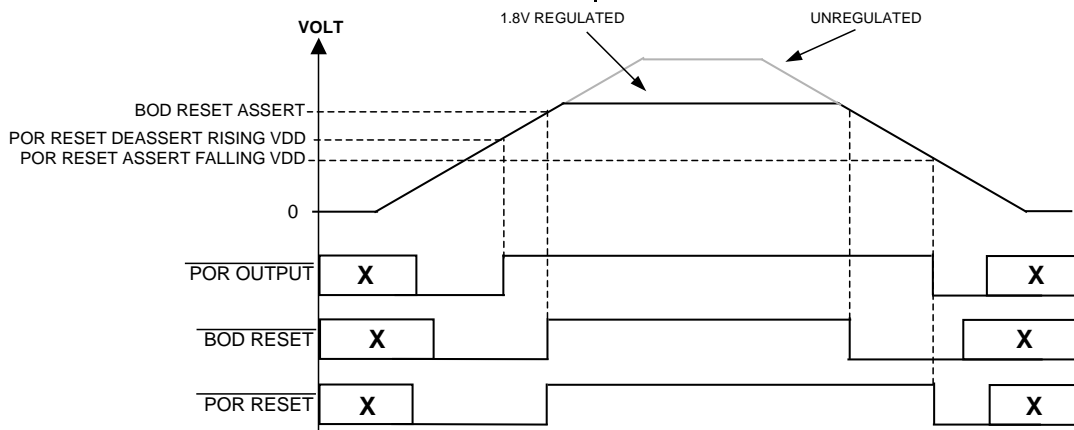 1.8V REGULATED
UNREGULATED
VOLT
BOD RESET ASSERT
POR RESET DEASSERT RISING VDD
POR RESET ASSERT FALLING VDD
0
POR OUTPUT
X
X
BOD RESET
X
X
POR RESET
X
X